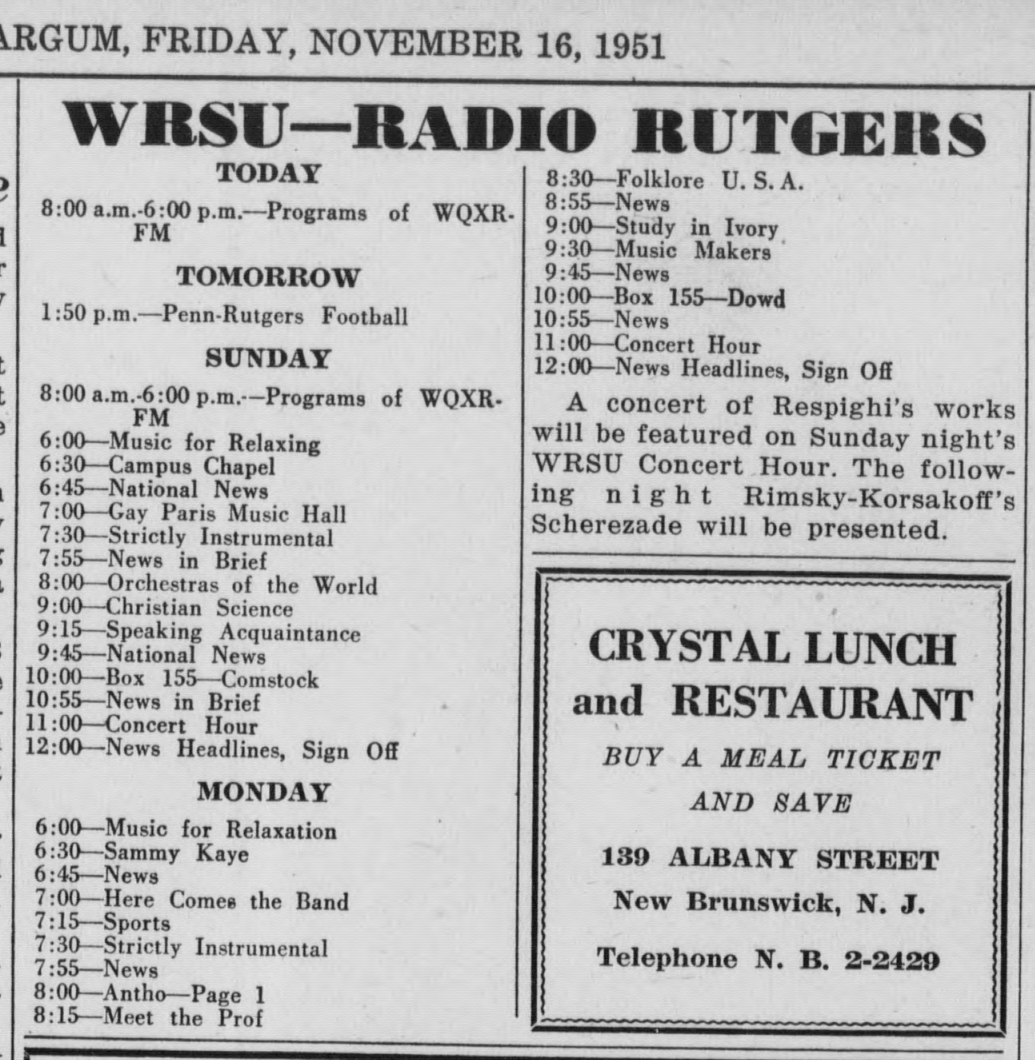 ARGUM, FRIDAY, NOVEMBER 16, 1951
WRSU—RADIO RUTGERS
TODAY
8:00 a.m.-6:00 p.m.—Programs of WQXR-
FM
TOMORROW
1:50 p.m.—Penn-Rutgers Football
SUNDAY
8:00 a.m.-6:00 p.m.—Programs of WQXR-
FM
6:00—Music for Relaxing
6:30—Campus Chapel
6:45—National News
7:00—Gay Paris Music Hall
7:30—Strictly Instrumental
7:55—News in Brief
8:00—Orchestras of the World
9:00—Christian Science
9:15—Speaking Acquaintance
9:45—National News
10:00—Box 155—Comstock
10:55—News in Brief
11:00—Concert Hour
12:00—News Headlines, Sign Off
MONDAY
6:00—Music for Relaxation
6:30—Sammy Kaye
6:45—News
7:00—Here Comes the Band
7:15—Sports
7:30—Strictly Instrumental
7:55—News
8:00—Antho—Page 1
8:15—Meet the Prof
8:30—Folklore U. S. A.
8:55—News
9:00—Study in Ivory
9:30—Music Makers
9:45—News
10:00—Box 155—Dowd
10:55—News
11:00—Concert Hour
12:00—News Headlines, Sign Off
A concert of Respighi's works
will be featured on Sunday night's
WRSU Concert Hour. The follow-
ing night Rimsky-Korsakoff's
Scherezade will be presented.
CRYSTAL LUNCH
and RESTAURANT
BUY A MEAL TICKET
AND SAVE
139 ALBANY STREET
New Brunswick, N. J.
Telephone N. B. 2-2429